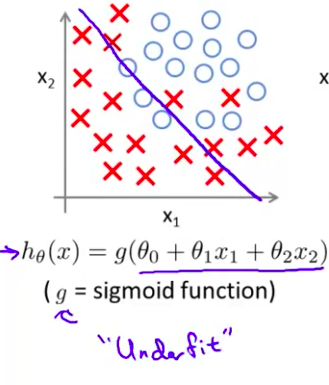 x₂
x
x₁
→hθ(x) = g(θ₀ + θ₁x₁ + θ₂x₂)
( g = sigmoid function)
"Underfit"